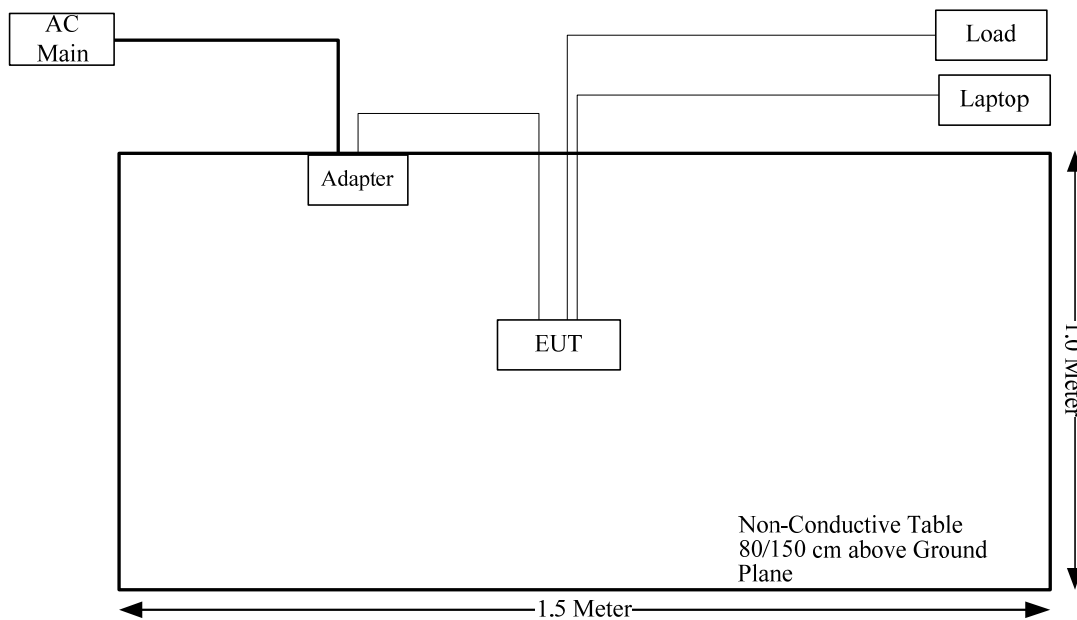 AC
Main
Load
Laptop
Adapter
EUT
1.0 Meter
Non-Conductive Table
80/150 cm above Ground
Plane
1.5 Meter